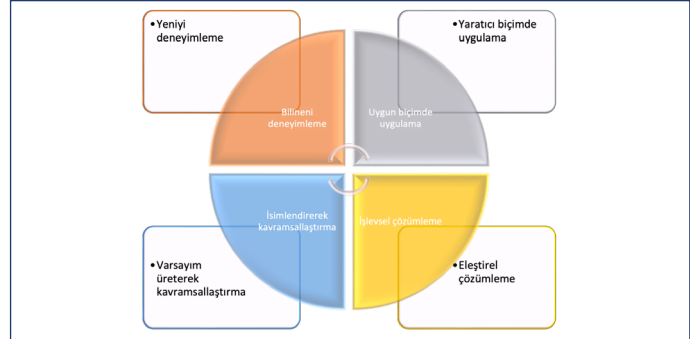 •Yeniyi
deneyimleme
•Yaratıcı biçimde
uygulama
Bilineni
deneyimleme
Uygun biçimde
uygulama
İsimlendirerek
kavramsallaştırma
İşlevsel çözümleme
•Varsayım
üreterek
kavramsallaştırma
•Eleştirel
çözümleme